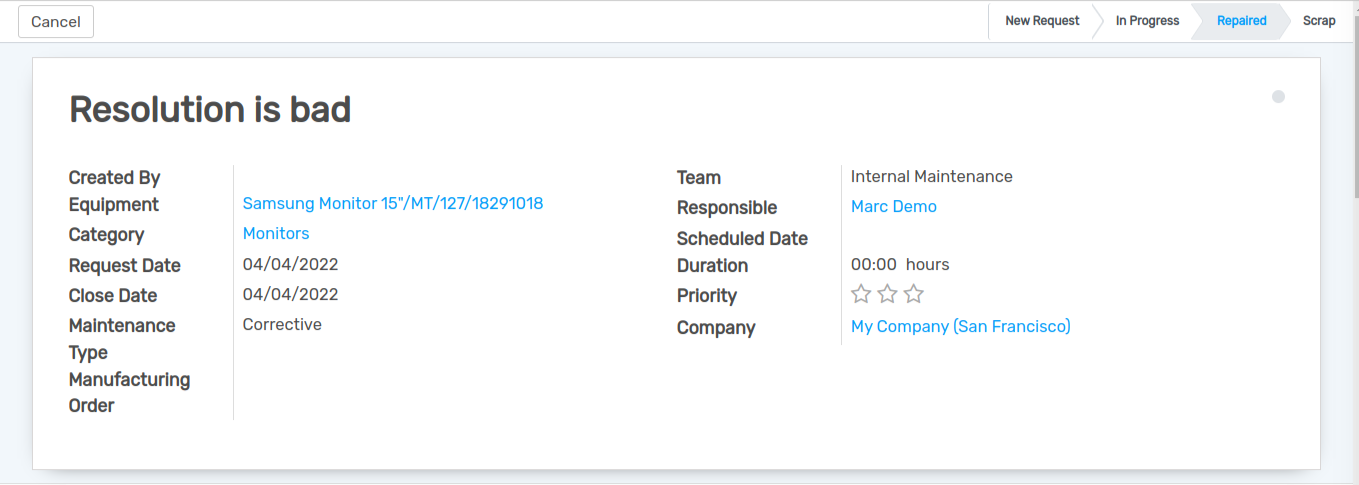 Cancel
New Request
In Progress
Repaired
Scrap
Resolution is bad
Created By
Equipment Samsung Monitor 15"/MT/127/18291018
Category Monitors
Request Date 04/04/2022
Close Date 04/04/2022
Maintenance Corrective
Type
Manufacturing
Order
Team Internal Maintenance
Responsible Marc Demo
Scheduled Date
Duration 00:00 hours
Priority
Company My Company (San Francisco)